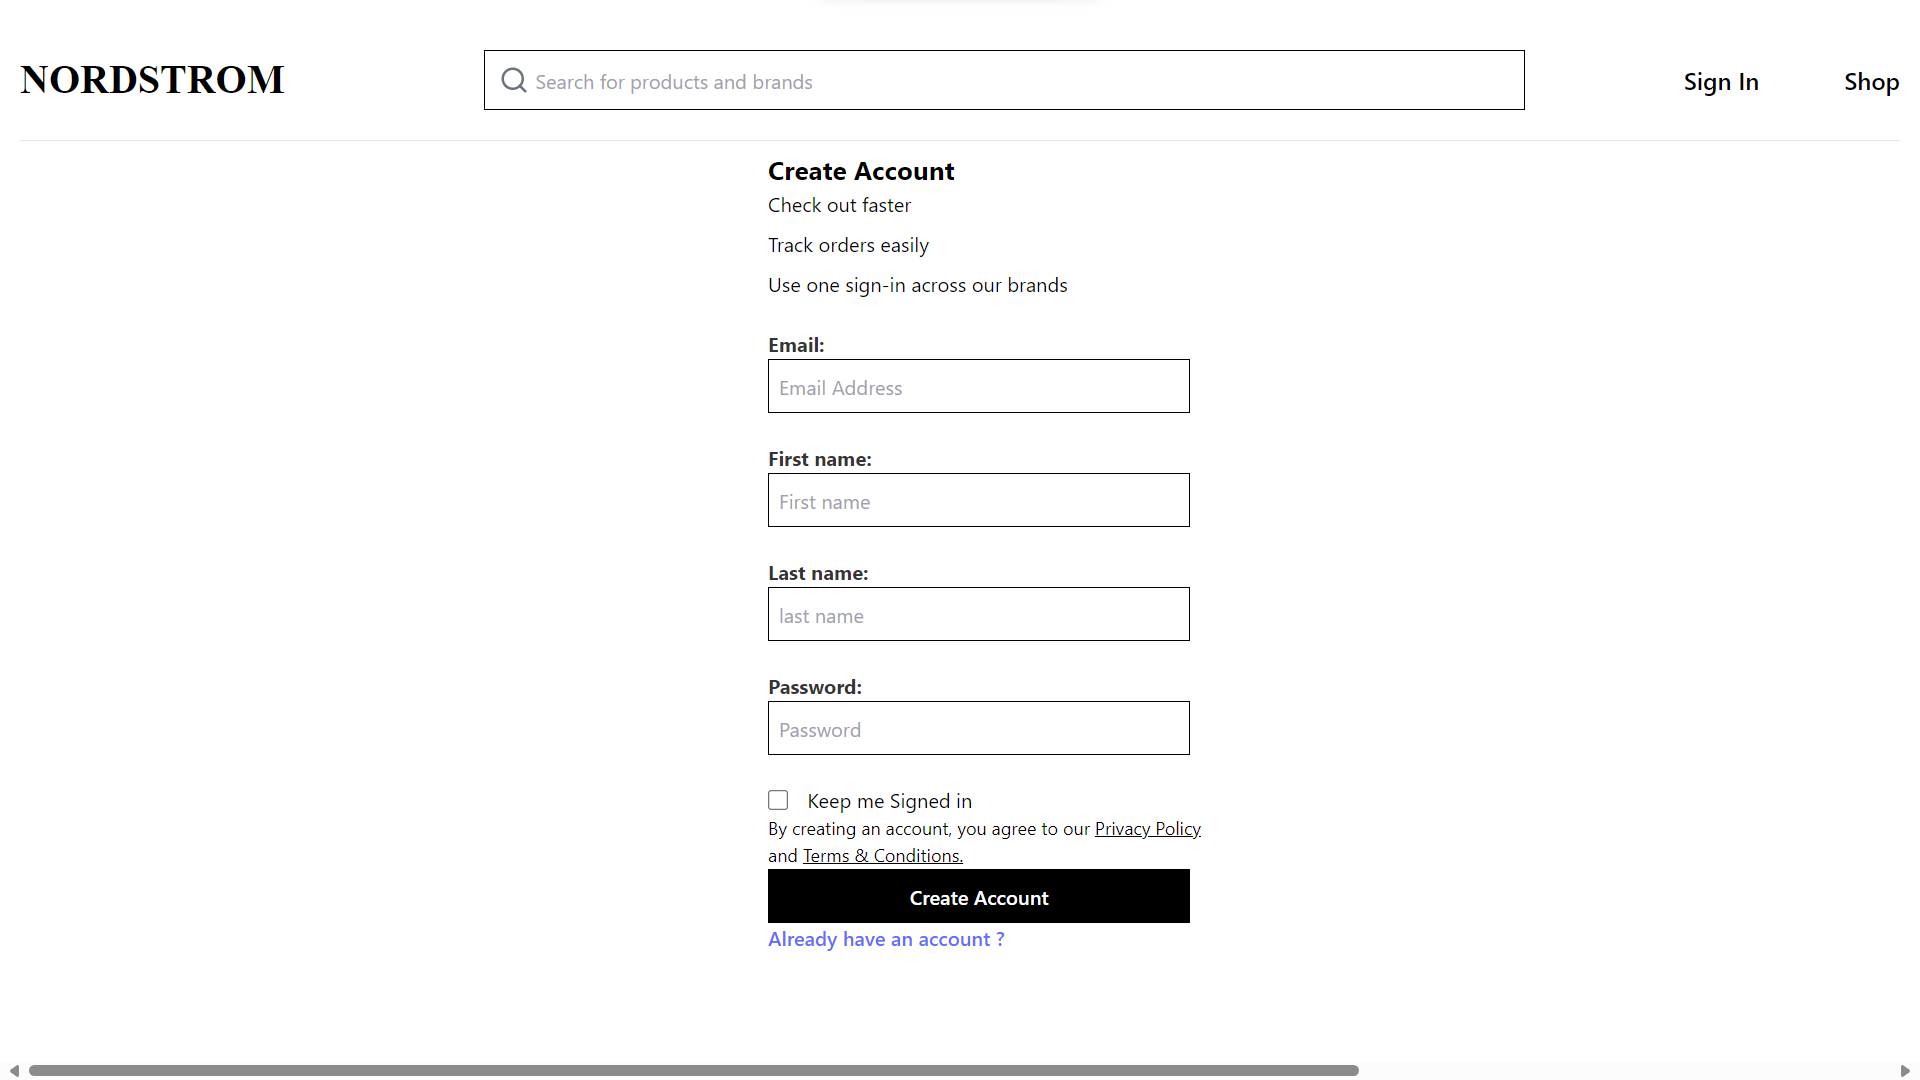 NORDSTROM
Search for products and brands
Sign In
Shop
Create Account
Check out faster
Track orders easily
Use one sign-in across our brands
Email:
Email Address
First name:
First name
Last name:
last name
Password:
Password
Keep me Signed in
By creating an account, you agree to our Privacy Policy
and Terms & Conditions.
Create Account
Already have an account ?